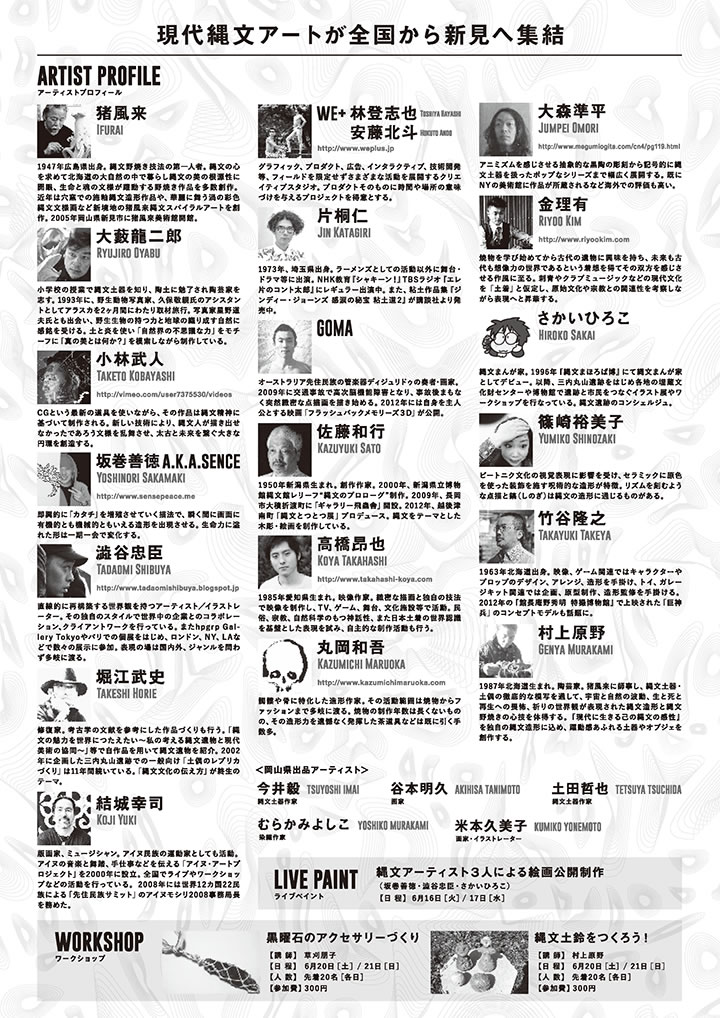 現代縄文アートが全国から新見へ集結
ARTIST PROFILE
アーティストプロフィール
猪風来
IFURAI
1947年広島県出身。縄文野焼き技法の第一人者。縄文の心
を求めて北海道の大自然の中で暮らし縄文の美の根源性に
開眼、生命と魂の文様が躍動する野焼き作品を多数創作。
近年は穴窯での施釉縄文造形作品や、華麗に舞う渦の彩色
縄文文様画など新境地の猪風来縄文スパイラルアートを創
作。2005年岡山県新見市に猪風来美術館開館。
大藪龍二郎
RYUJIRO OYABU
小学校の授業で縄文土器を知り、陶土に魅了され陶芸家を
志す。1993年に、野生動物写真家、久保敬親氏のアシスタン
トとしてアラスカを2ヶ月間にわたり取材旅行。写真家星野道
夫氏とも出会い、野生生物の持つ力と地球の織り成す自然に
感銘を受ける。土と炎を使い「自然界の不思議な力」をモチ
ーフに「真の美とは何か?」を模索しながら制作している。
小林武人
TAKETO KOBAYASHI
http://vimeo.com/user7375530/videos
CGという最新の道具を使いながら、その作品は縄文精神に
基づいて制作される。新しい技術により、縄文人が描き出
せなかったであろう文様を乱舞させ、太古と未来を繋ぐ大きな
円環を創造する。
坂巻善徳 A.K.A.SENCE
YOSHINORI SAKAMAKI
http://www.sensepeace.me
即興的に「カタチ」を増殖させていく描法で、瞬く間に画面に
有機的とも機械的ともいえる造形を出現させる。生命力に溢
れた形は一期一会で変化する。
澁谷忠臣
TADAOMI SHIBUYA
http://www.tadaomishibuya.blogspot.jp
直線的に再構築する世界観を持つアーティスト/イラストレ
ーター。その独自のスタイルで世界中の企業とのコラボレー
ション、クライアントワークを行っている。またhpgrp Gal-
lery Tokyoやパリでの個展をはじめ、ロンドン、NY、LAな
どで数々の展示に参加。表現の場は国内外、ジャンルを問わ
ず多岐に渡る。
堀江武史
TAKESHI HORIE
修復家。考古学の文献を参考にした作品づくりも行う。「縄
文の魅力を世界につたえたい〜私の考える縄文遺物と現代
美術の協同〜」等で自作品を用いて縄文遺物を紹介。2002
年に企画した三内丸山遺跡での一般向け「土偶のレプリカ
づくり」は11年間続いている。「縄文文化の伝え方」が終生の
テーマ。
結城幸司
KOJI YUKI
版画家、ミュージシャン。アイヌ民族の運動家としても活動。
アイヌの音楽と舞踏、手仕事などを伝える「アイヌ・アートプ
ロジェクト」を2000年に設立。全国でライブやワークショッ
プなどの活動を行っている。2008年には世界12カ国22民
族による「先住民族サミット」のアイヌモシリ2008事務局長
を務めた。
WE+ 林登志也 TOSHIYA HAYASHI
安藤北斗 HOKUTO ANDO
http://www.weplus.jp
グラフィック、プロダクト、広告、インタラクティブ、技術開発
等、フィールドを限定せずさまざまな活動を展開するクリエ
イティブスタジオ。プロダクトそのものに時間や場所の意味
づけを与えるプロジェクトを得意とする。
片桐仁
JIN KATAGIRI
1973年、埼玉県出身。ラーメンズとしての活動以外に舞台・
ドラマ等に出演。NHK教育『シャキーン!』TBSラジオ『エレ
片のコント太郎』にレギュラー出演中。また、粘土作品集『ジ
ンディー・ジョーンズ 感涙の秘宝 粘土道2』が講談社より発
売中。
GOMA
オーストラリア先住民族の管楽器ディジュリドゥの奏者・画家。
2009年に交通事故で高次脳機能障害となり、事故後まもな
く突然緻密な点描画を描き始める。2012年には自身を主人
公とする映画「フラッシュバックメモリーズ3D」が公開。
佐藤和行
KAZUYUKI SATO
1950年新潟県生まれ。創作作家。2000年、新潟県立博物
館縄文館レリーフ"縄文のプロローグ"制作。2009年、長岡
市大積折渡町に「ギャラリー飛蟲舎」開設。2012年、越後津
南町「縄文とつとつ展」プロデュース。縄文をテーマとした
木彫・絵画を制作している。
高橋昂也
KOYA TAKAHASHI
http://www.takahashi-koya.com
1985年愛知県生まれ。映像作家。緻密な描画と独自の技法
で映像を制作し、TV、ゲーム、舞台、文化施設等で活動。民
俗、宗教、自然科学のもつ神話性、また日本土着の世界認識
を基盤とした表現を試み、自主的な制作活動も行う。
丸岡和吾
KAZUMICHI MARUOKA
http://www.kazumichimaruoka.com
髑髏や骨に特化した造形作家。その活動範囲は焼物からフ
ァッションまで多岐に渡る。焼物の制作年数は長くないもの
の、その造形力を遺憾なく発揮した茶道具などは既に引く手
数多。
大森準平
JUMPEI OMORI
http://www.megumiogita.com/cn4/pg119.html
アニミズムを感じさせる抽象的な黒陶の彫刻から記号的に縄
文土器を扱ったポップなシリーズまで幅広く展開する。既に
NYの美術館に作品が所蔵されるなど海外での評価も高い。
金理有
RIYOO KIM
http://www.riyookim.com
焼物を学び始めてから古代の遺物に興味を持ち、未来も古
代も想像力の世界であるという着想を得てその双方を感じさ
せる作風に至る。刺青やクラブミュージックなどの現代文化
を「土着」と仮定し、原始文化や宗教との関連性を考察しな
がら表現へと昇華する。
さかいひろこ
HIROKO SAKAI
縄文まんが家。1996年『縄文まほろば博』にて縄文まんが家
としてデビュー。以降、三内丸山遺跡をはじめ各地の埋蔵文
化財センターや博物館で遺跡と市民をつなぐイラスト展やワ
ークショップを行なっている。縄文遺跡のコンシェルジュ。
篠崎裕美子
YUMIKO SHINOZAKI
ビートニク文化の視覚表現に影響を受け、セラミックに原色
を使った装飾を施す呪術的な造形が特徴。リズムを刻むよう
な点描と鎬(しのぎ)は縄文の造形に通じるものがある。
竹谷隆之
TAKAYUKI TAKEYA
1963年北海道出身。映像、ゲーム関連ではキャラクターや
プロップのデザイン、アレンジ、造形を手掛け、トイ、ガレー
ジキット関連では企画、原型制作、造形監修を手掛ける。
2012年の「館長庵野秀明 特撮博物館」で上映された「巨神
兵」のコンセプトモデルも話題に。
村上原野
GENYA MURAKAMI
1987年北海道生まれ。陶芸家。猪風来に師事し、縄文土器・
土偶の徹底的な模写を通して、宇宙と自然の波動、生と死と
再生への畏怖、祈りの世界観が表現された縄文造形と縄文
野焼きの心技を体得する。「現代に生きる己の縄文の感性」
を独自の縄文造形に込め、躍動感あふれる土器やオブジェを
創作する。
<岡山県出品アーティスト>
今井毅 TSUYOSHI IMAI
縄文土器作家
谷本明久 AKIHISA TANIMOTO
画家
土田哲也 TETSUYA TSUCHIDA
縄文土器作家
むらかみよしこ YOSHIKO MURAKAMI
染織作家
米本久美子 KUMIKO YONEMOTO
画家・イラストレーター
LIVE PAINT
ライブペイント
縄文アーティスト3人による絵画公開制作
(坂巻善徳・澁谷忠臣・さかいひろこ)
【日 程】 6月16日[火] / 17日[水]
WORKSHOP
ワークショップ
黒曜石のアクセサリーづくり
【講 師】 草刈朋子
【日 程】 6月20日[土] / 21日[日]
【人 数】 先着20名[各日]
【参加費】300円
縄文土鈴をつくろう!
【講 師】 村上原野
【日 程】 6月20日[土] / 21日[日]
【人 数】 先着20名[各日]
【参加費】300円